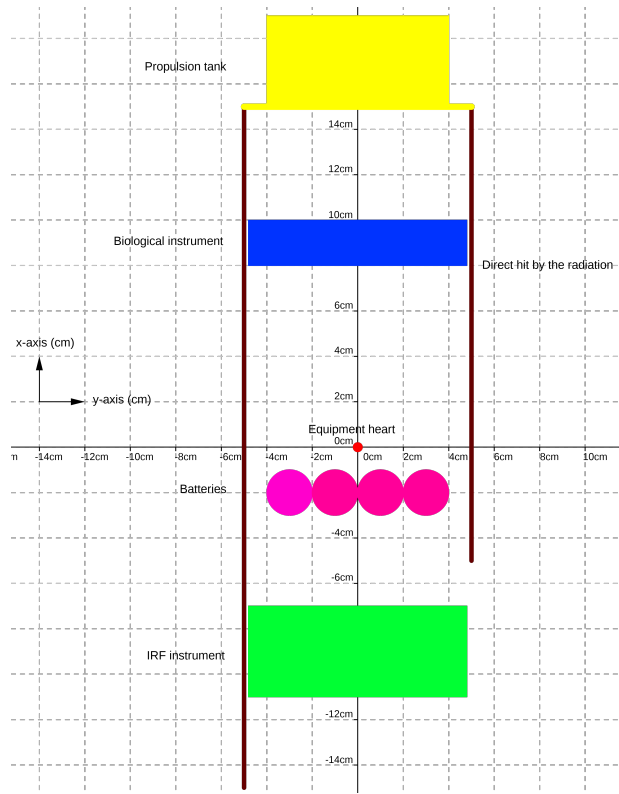 Propulsion tank
14cm
12cm
10cm
Biological instrument
Direct hit by the radiation
6cm
4cm
x-axis (cm)
2cm
y-axis (cm)
Equipment heart
0cm
-14cm
-12cm
-10cm
-8cm
-6cm
-4cm
-2cm
0cm
2cm
4cm
6cm
8cm
10cm
Batteries
-4cm
-6cm
IRF instrument
-12cm
-14cm